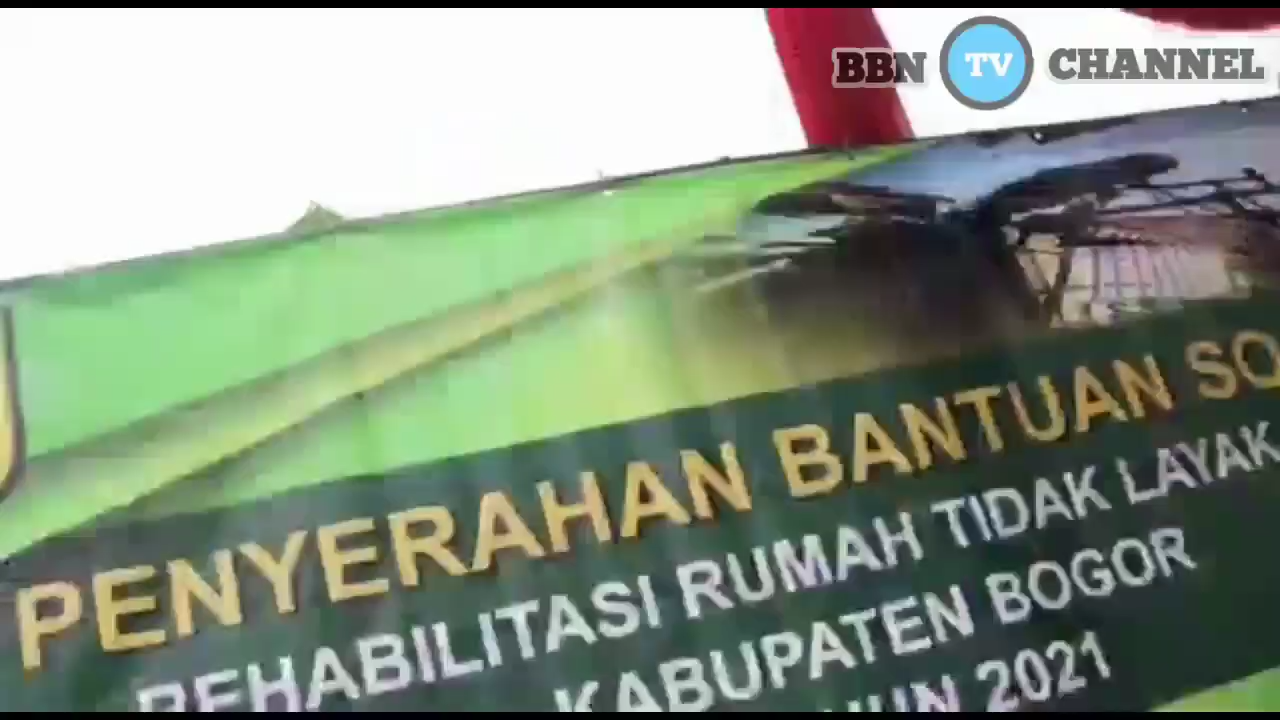 BBN TV CHANNEL
PENYERAHAN BANTUAN SO
REHABILITASI RUMAH TIDAK LAYAK
KABUPATEN BOGOR
2021